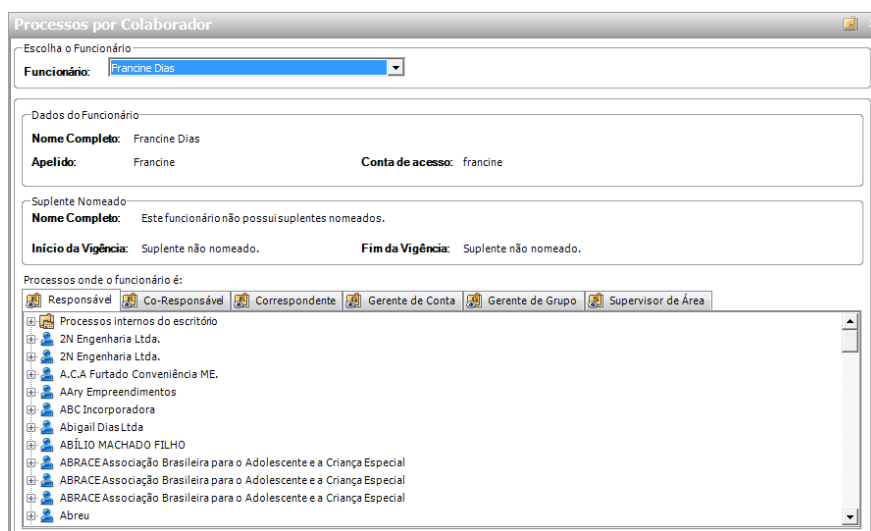 Processos por Colaborador
Escolha o Funcionário
Funcionário: Francine Dias
Dados do Funcionário
Nome Completo: Francine Dias
Apelido: Francine Conta de acesso: francine
Suplente Nomeado
Nome Completo: Este funcionário não possui suplentes nomeados.
Início da Vigência: Suplente não nomeado. Fim da Vigência: Suplente não nomeado.
Processos onde o funcionário é:
Responsável Co-Responsável Correspondente Gerente de Conta Gerente de Grupo Supervisor de Área
Processos internos do escritório
2N Engenharia Ltda.
2N Engenharia Ltda.
A.C.A Furtado Conveniência ME.
AAry Empreendimentos
ABC Incorporadora
Abigail Dias Ltda
ABÍLIO MACHADO FILHO
ABRACE Associação Brasileira para o Adolescente e a Criança Especial
ABRACE Associação Brasileira para o Adolescente e a Criança Especial
ABRACE Associação Brasileira para o Adolescente e a Criança Especial
Abreu